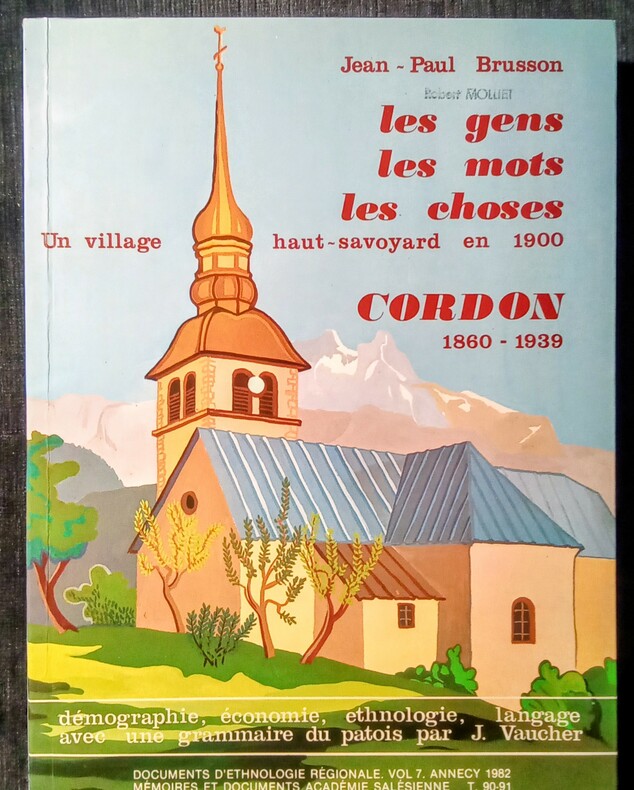 Jean-Paul Brusson
Robert MOLLIET
les gens
les mots
les choses
Un village haut-savoyard en 1900
CORDON
1860 - 1939
démographie, économie, ethnologie, langage
avec une grammaire du patois par J. Vaucher
DOCUMENTS D'ETHNOLOGIE RÉGIONALE. VOL 7. ANNECY 1982
MÉMOIRES ET DOCUMENTS ACADÉMIE SALÉSIENNE T. 90-91